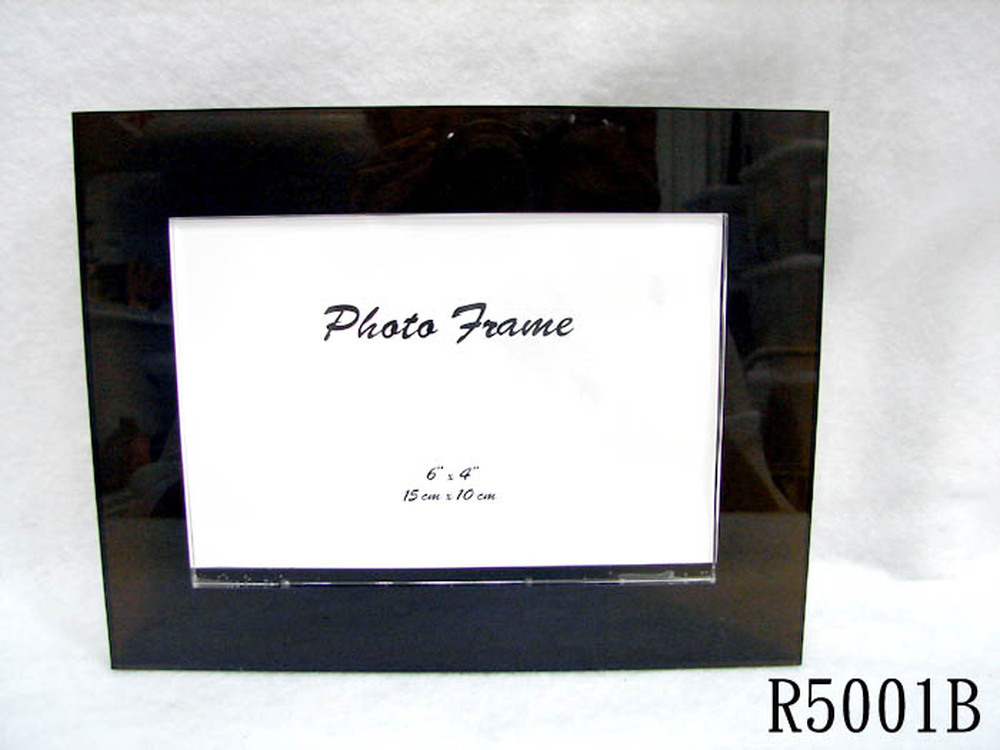 Photo Frame
6" x 4"
15 cm x 10 cm
R5001B